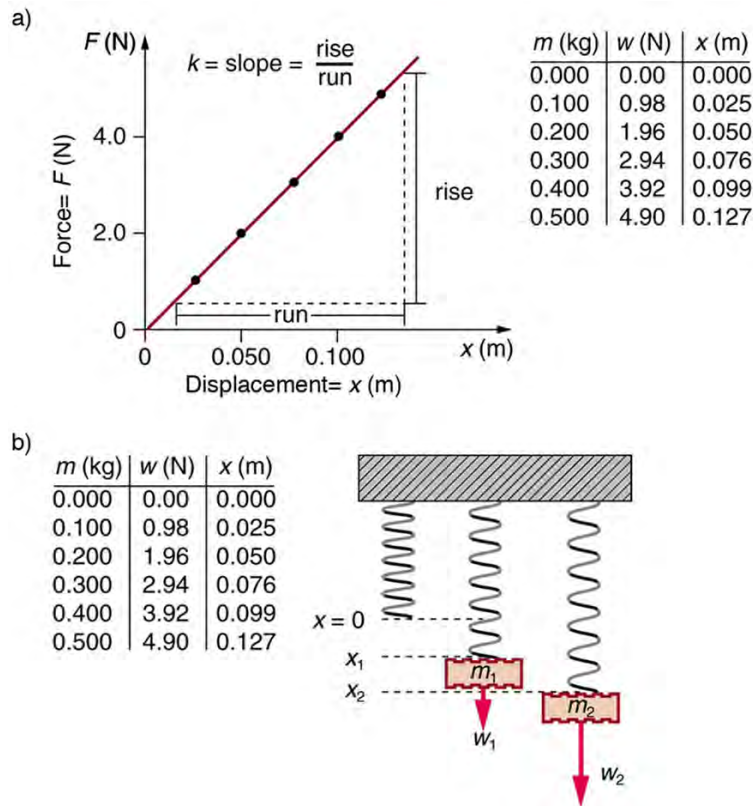 a)
F (N)
k = slope = rise
run
4.0
2.0
0
Force= F (N)
rise
run
0 0.050 0.100
x (m)
Displacement= x (m)
m (kg) w (N) x (m)
0.000 0.00 0.000
0.100 0.98 0.025
0.200 1.96 0.050
0.300 2.94 0.076
0.400 3.92 0.099
0.500 4.90 0.127
b)
m (kg) w (N) x (m)
0.000 0.00 0.000
0.100 0.98 0.025
0.200 1.96 0.050
0.300 2.94 0.076
0.400 3.92 0.099
0.500 4.90 0.127
x = 0
x₁
x₂
m₁
m₂
w₁
w₂